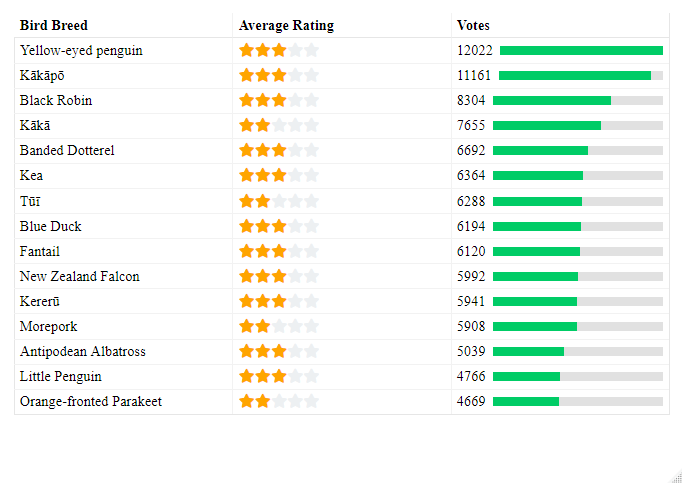 Bird Breed Average Rating Votes
Yellow-eyed penguin 12022
Kākāpō 11161
Black Robin 8304
Kākā 7655
Banded Dotterel 6692
Kea 6364
Tūī 6288
Blue Duck 6194
Fantail 6120
New Zealand Falcon 5992
Kererū 5941
Morepork 5908
Antipodean Albatross 5039
Little Penguin 4766
Orange-fronted Parakeet 4669